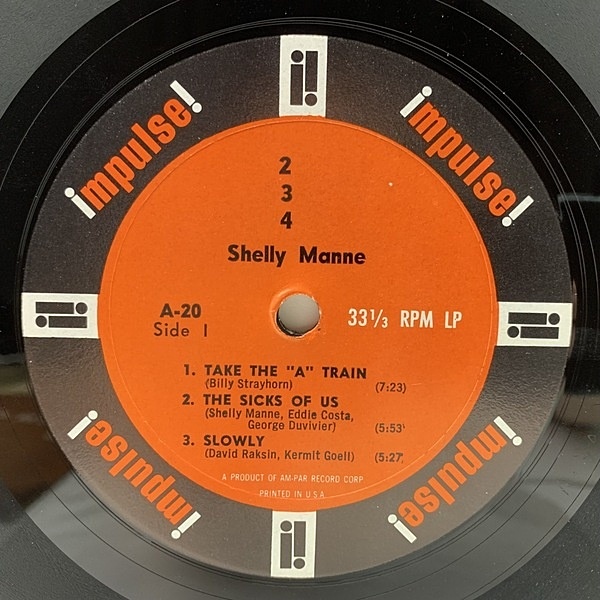 impulse!
impulse!
2
3
4
Shelly Manne
A-20
Side 1
33 1/3 RPM LP
1. TAKE THE "A" TRAIN
(Billy Strayhorn) (7:23)
2. THE SICKS OF US
(Shelly Manne, Eddie Costa,
George Duvivier) (5:53)
3. SLOWLY
(David Raksin, Kermit Goell) (5:27)
A PRODUCT OF AM-PAR RECORD CORP
PRINTED IN U.S.A.
impulse!
impulse!